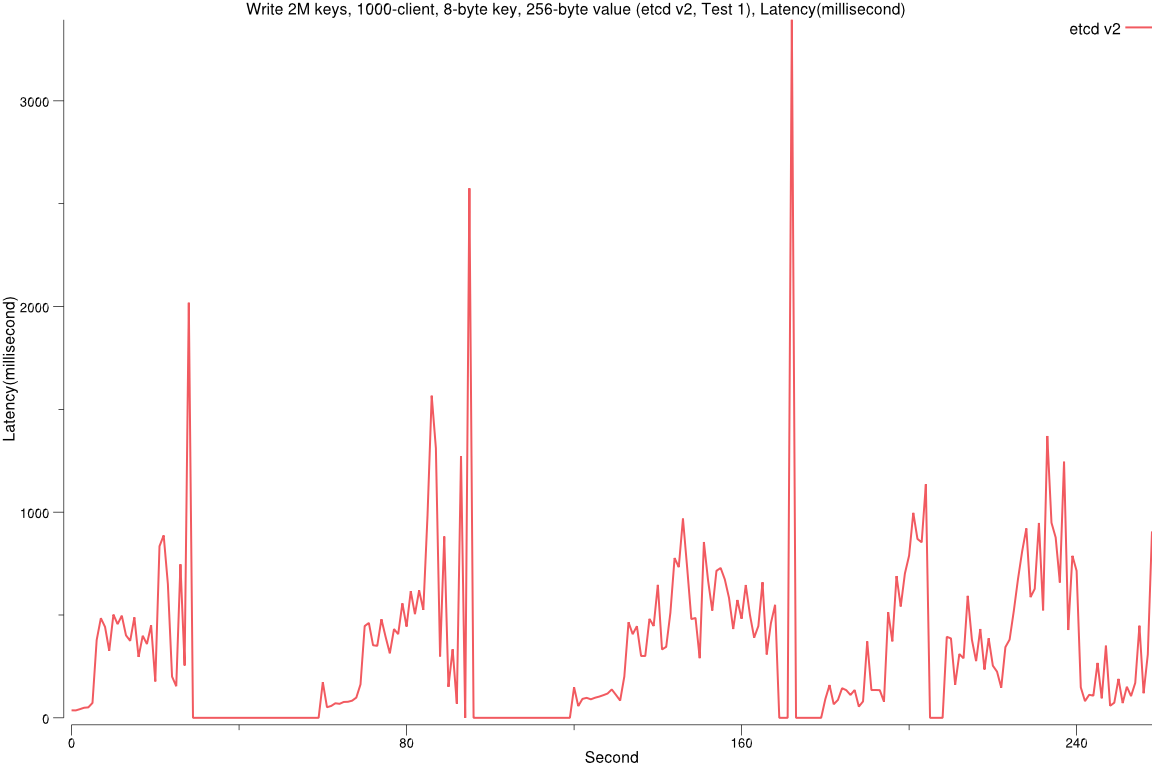 Write 2M keys, 1000-client, 8-byte key, 256-byte value (etcd v2, Test 1), Latency(millisecond)
etcd v2
3000
2000
1000
0
Latency(millisecond)
0
80
160
240
Second